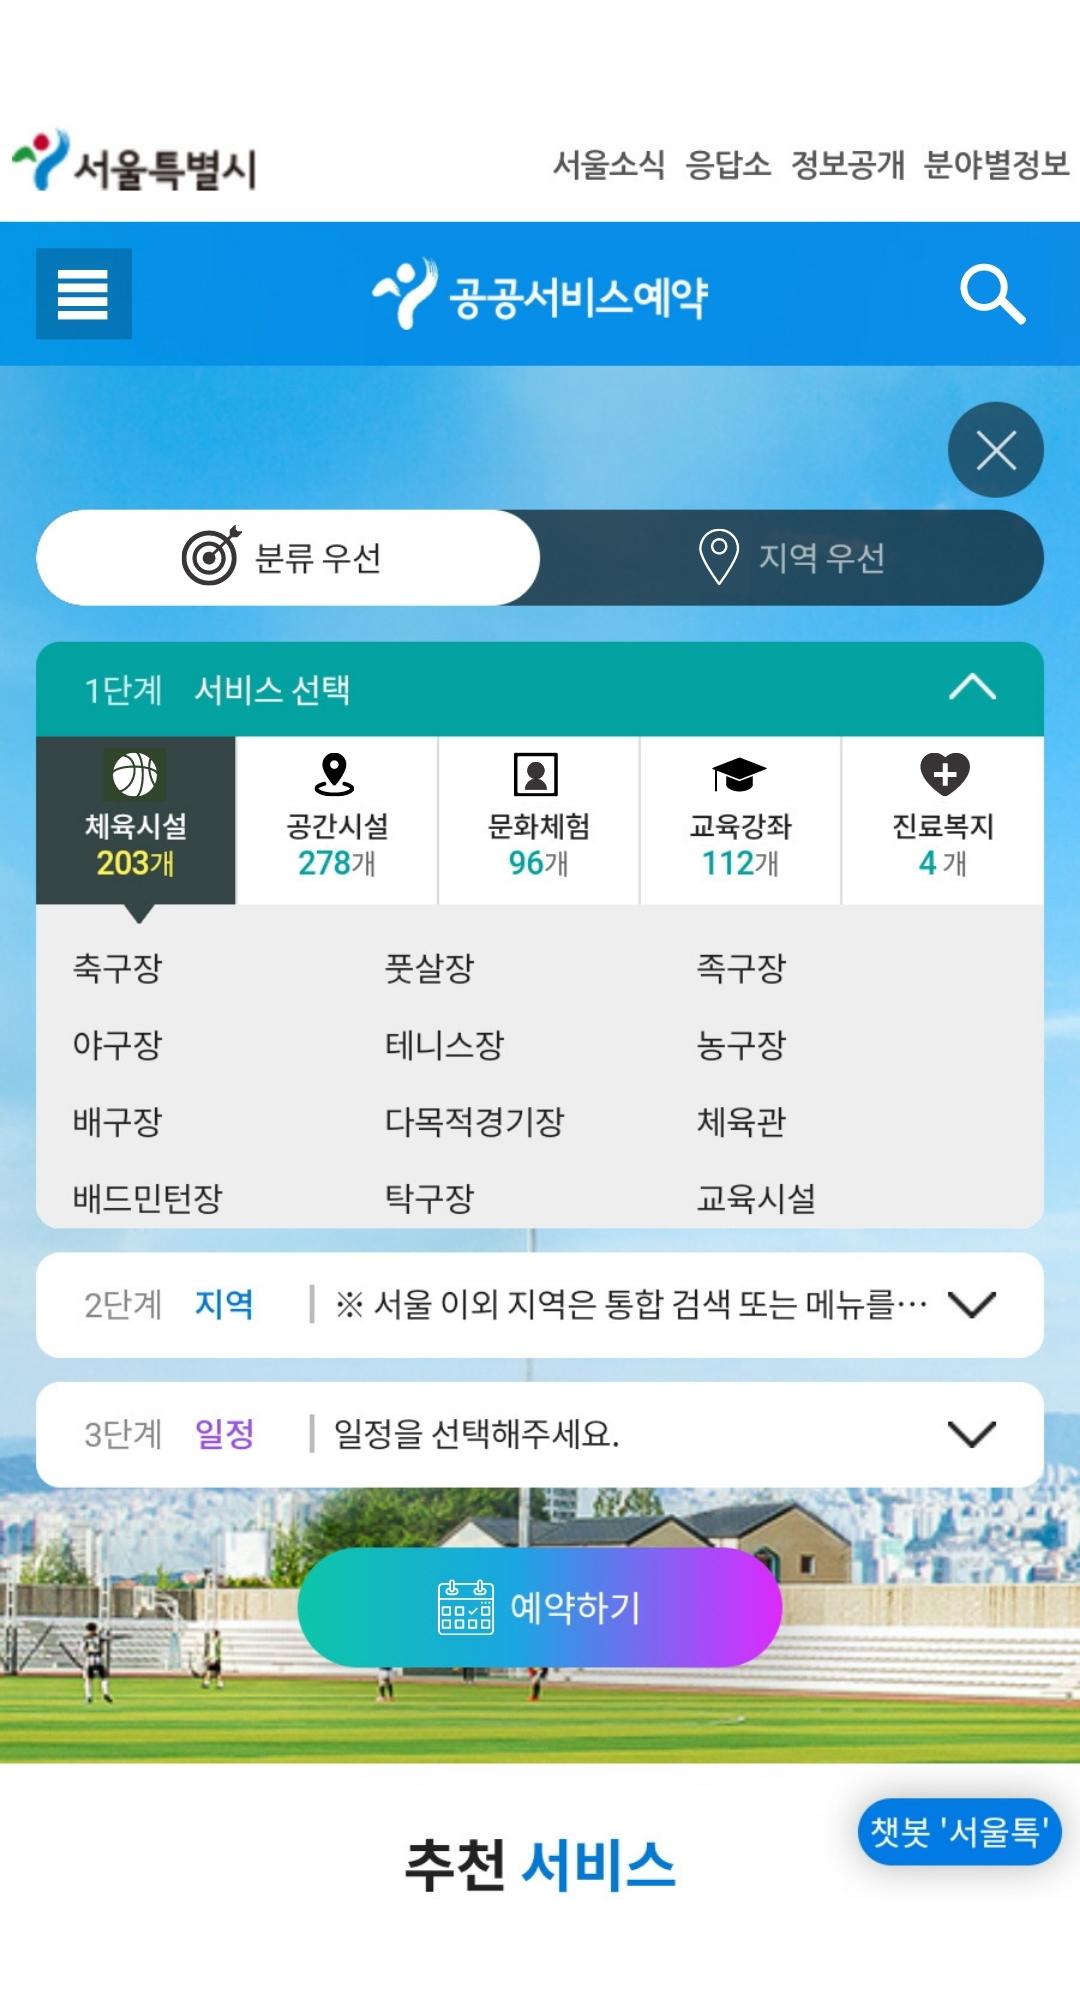 서울특별시
서울소식 응답소 정보공개 분야별정보
공공서비스예약
분류 우선
지역 우선
1단계 서비스 선택
체육시설
203개
공간시설
278개
문화체험
96개
교육강좌
112개
진료복지
4 개
축구장 풋살장 족구장
야구장 테니스장 농구장
배구장 다목적경기장 체육관
배드민턴장 탁구장 교육시설
2단계 지역 ※ 서울 이외 지역은 통합 검색 또는 메뉴를…
3단계 일정 일정을 선택해주세요.
예약하기
챗봇 '서울톡'
추천 서비스